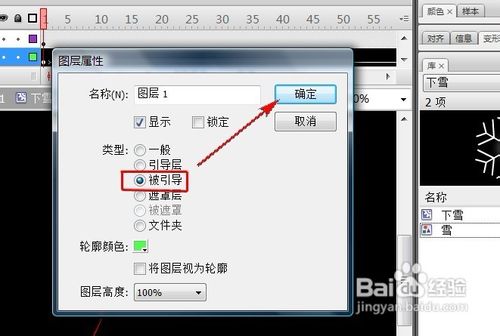 1 5 10 15 20 25 30 35 40 45 50 55
颜色 样本
对齐 信息 变形
库
下雪
2 项
名称
下雪
雪
1 下雪
0%
图层属性
名称(N): 图层 1 确定
显示 锁定 取消
类型: 一般
引导层
被引导
遮罩层
被遮罩
文件夹
轮廓颜色:
将图层视为轮廓
图层高度: 100%
Bai 经验
jingyan.baidu.com